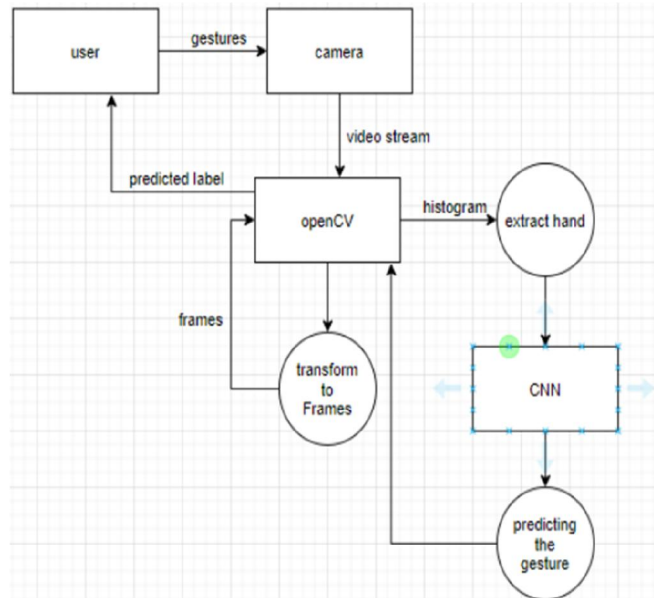 user
gestures
camera
video stream
predicted label
openCV
histogram
extract hand
frames
transform
to
Frames
CNN
predicting
the
gesture